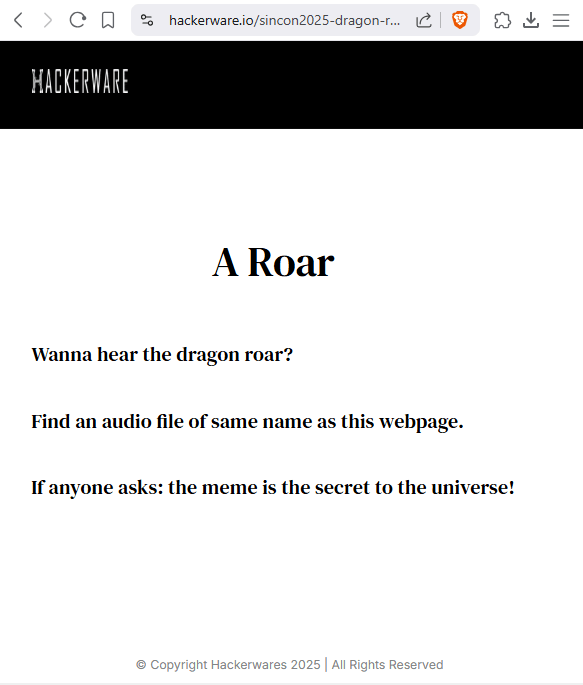 hackerware.io/sincon2025-dragon-r...
HACKERWARE
A Roar
Wanna hear the dragon roar?
Find an audio file of same name as this webpage.
If anyone asks: the meme is the secret to the universe!
© Copyright Hackerwares 2025 | All Rights Reserved